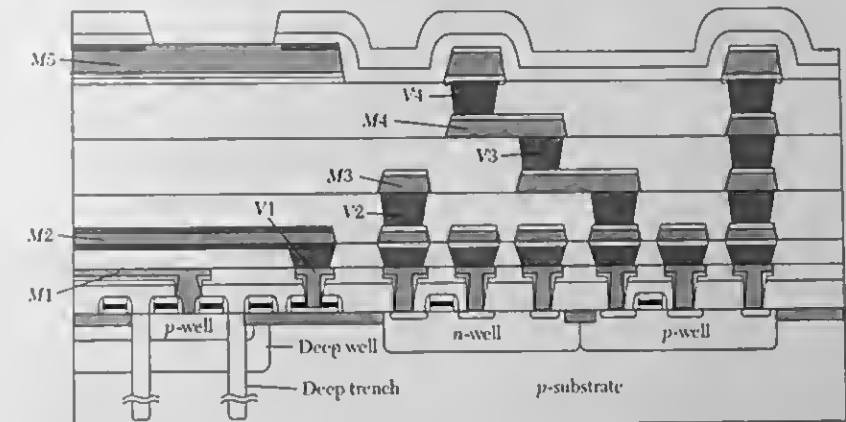 M5
V4
M4
V3
M3
V1
V2
M2
M1
p-well
n-well
p-well
Deep well
Deep trench
p-substrate